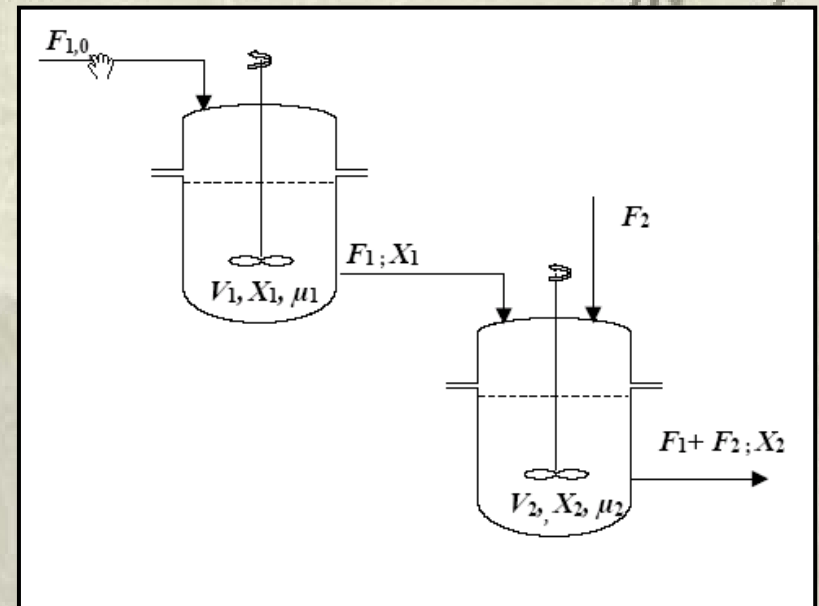 F1,0
F1 ; X1
V1, X1, μ1
F2
F1+ F2 ; X2
V2, X2, μ2